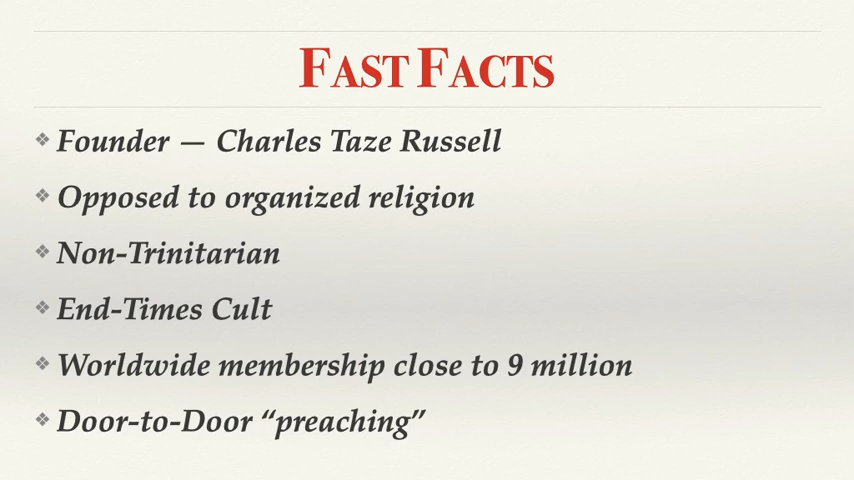 Fast Facts
❖ Founder — Charles Taze Russell
❖ Opposed to organized religion
❖ Non-Trinitarian
❖ End-Times Cult
❖ Worldwide membership close to 9 million
❖ Door-to-Door “preaching”